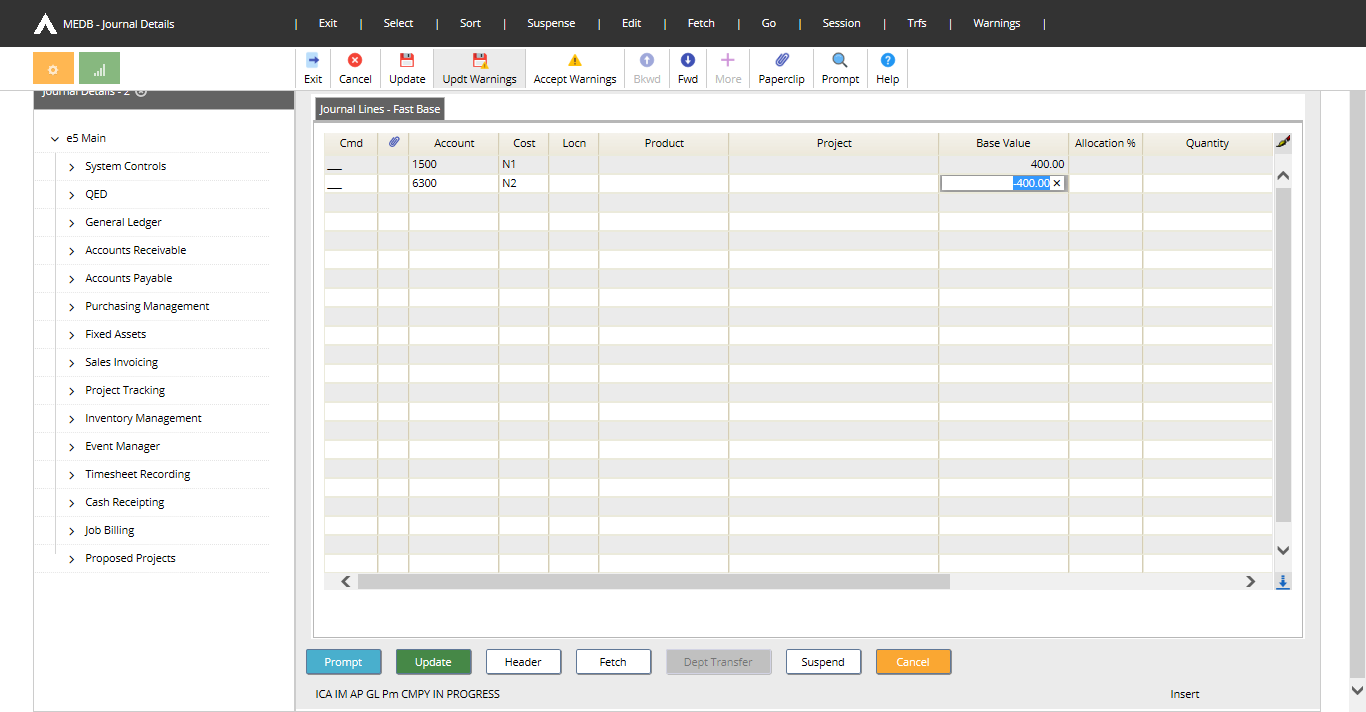 MEDB - Journal Details | Exit | Select | Sort | Suspense | Edit | Fetch | Go | Session | Trfs | Warnings |
Exit Cancel Update Updt Warnings Accept Warnings Bkwd Fwd More Paperclip Prompt Help
Journal Details - 2
e5 Main
System Controls
QED
General Ledger
Accounts Receivable
Accounts Payable
Purchasing Management
Fixed Assets
Sales Invoicing
Project Tracking
Inventory Management
Event Manager
Timesheet Recording
Cash Receipting
Job Billing
Proposed Projects
Journal Lines - Fast Base
Cmd Account Cost Locn Product Project Base Value Allocation % Quantity
1500 N1 400.00
6300 N2 -400.00
Prompt Update Header Fetch Dept Transfer Suspend Cancel
ICA IM AP GL Pm CMPY IN PROGRESS Insert